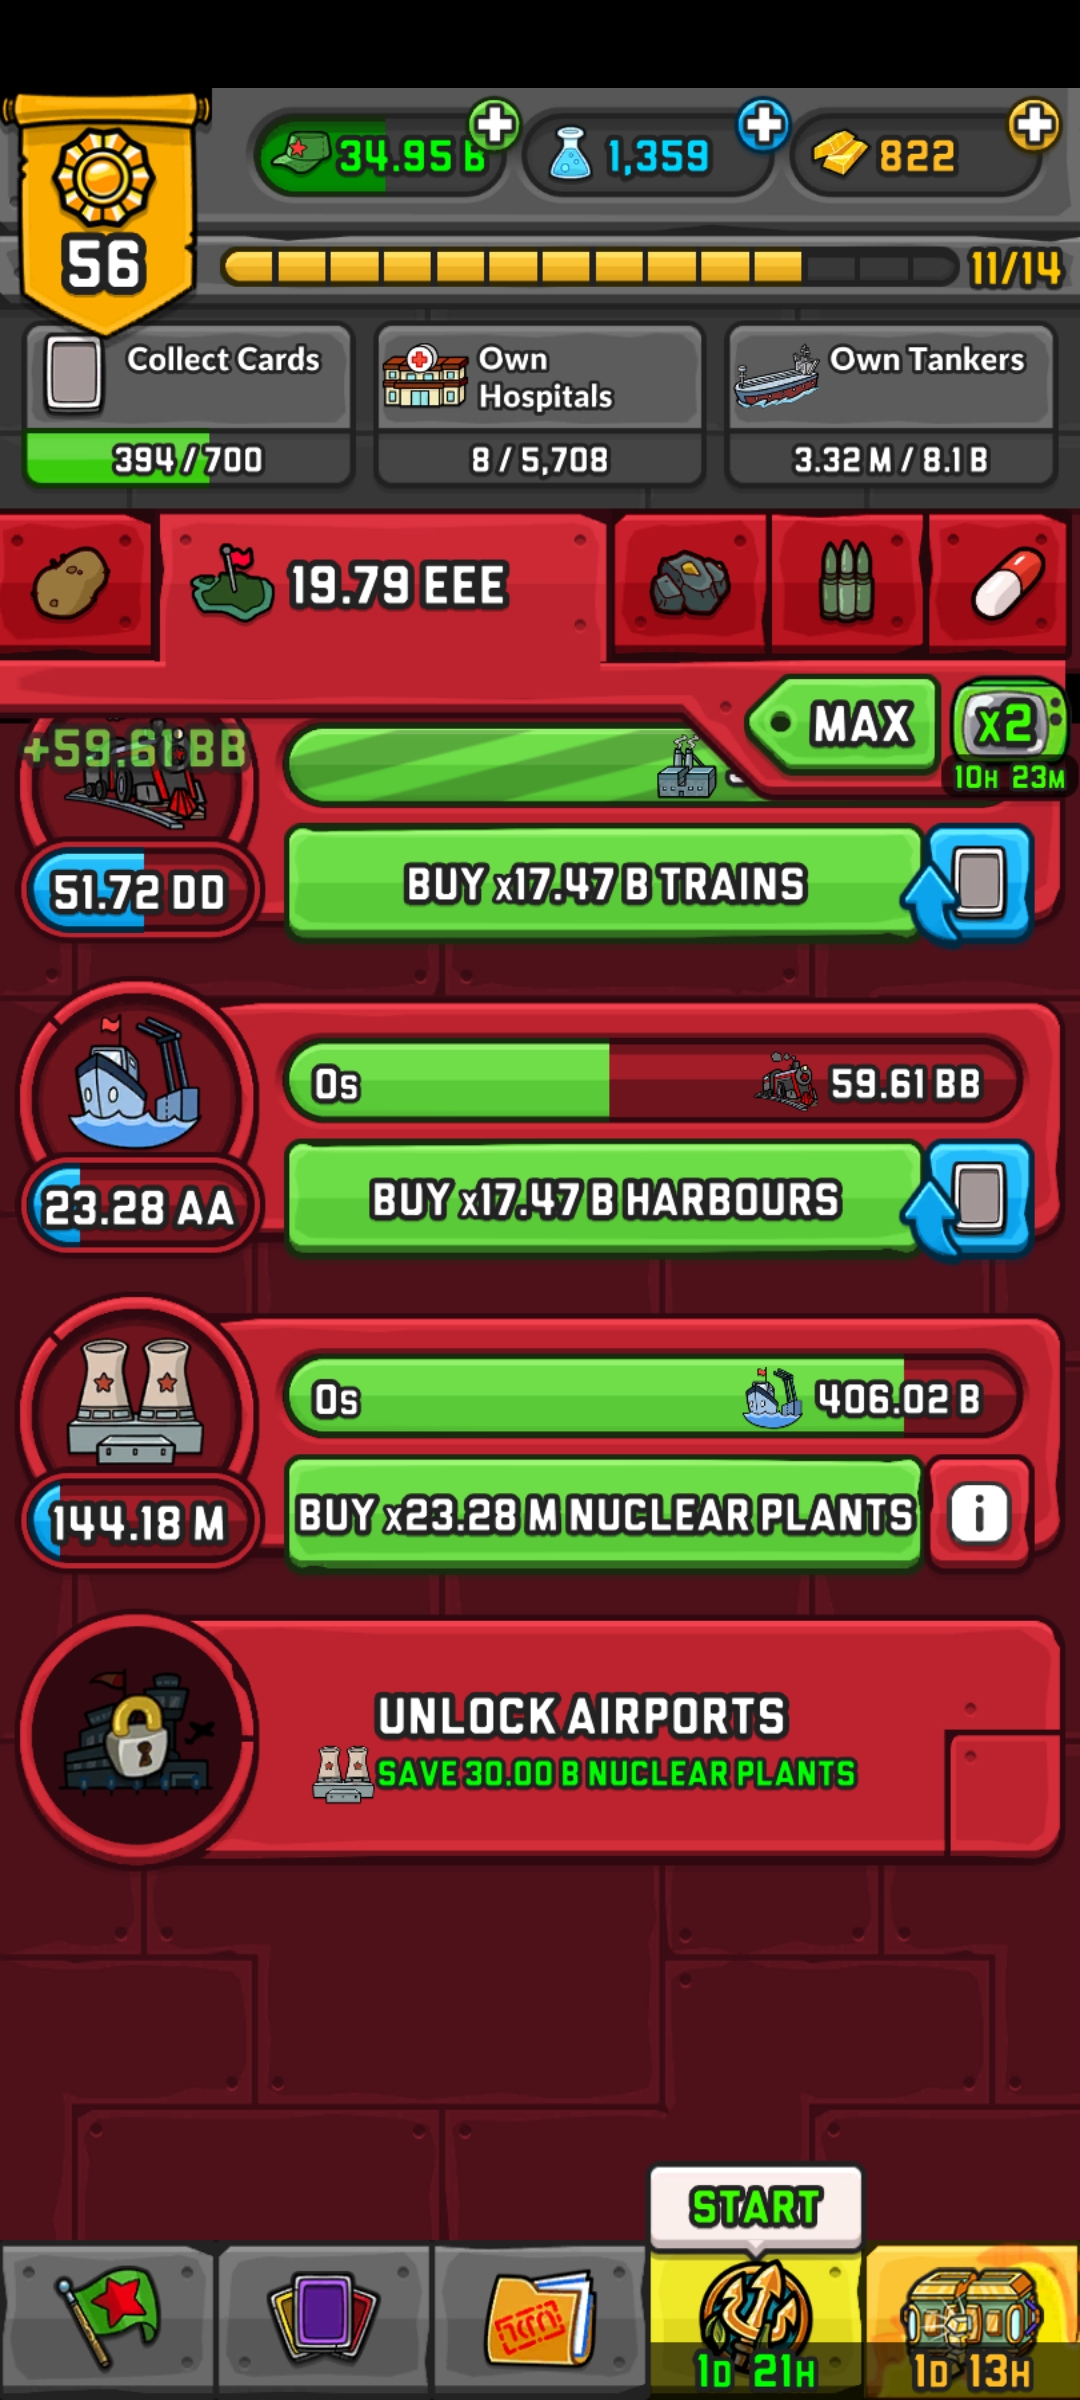 34.95 B
1,359
822
56
11/14
Collect Cards
394/700
Own
Hospitals
8/5,708
Own Tankers
3.32 M/8.1 B
19.79 EEE
MAX
x2
10H 23M
+59.61 BB
51.72 DD
BUY x17.47 B TRAINS
0s
59.61 BB
23.28 AA
BUY x17.47 B HARBOURS
0s
406.02 B
144.18 M
BUY x23.28 M NUCLEAR PLANTS
i
UNLOCK AIRPORTS
SAVE 30.00 B NUCLEAR PLANTS
START
1D 21H
1D 13H